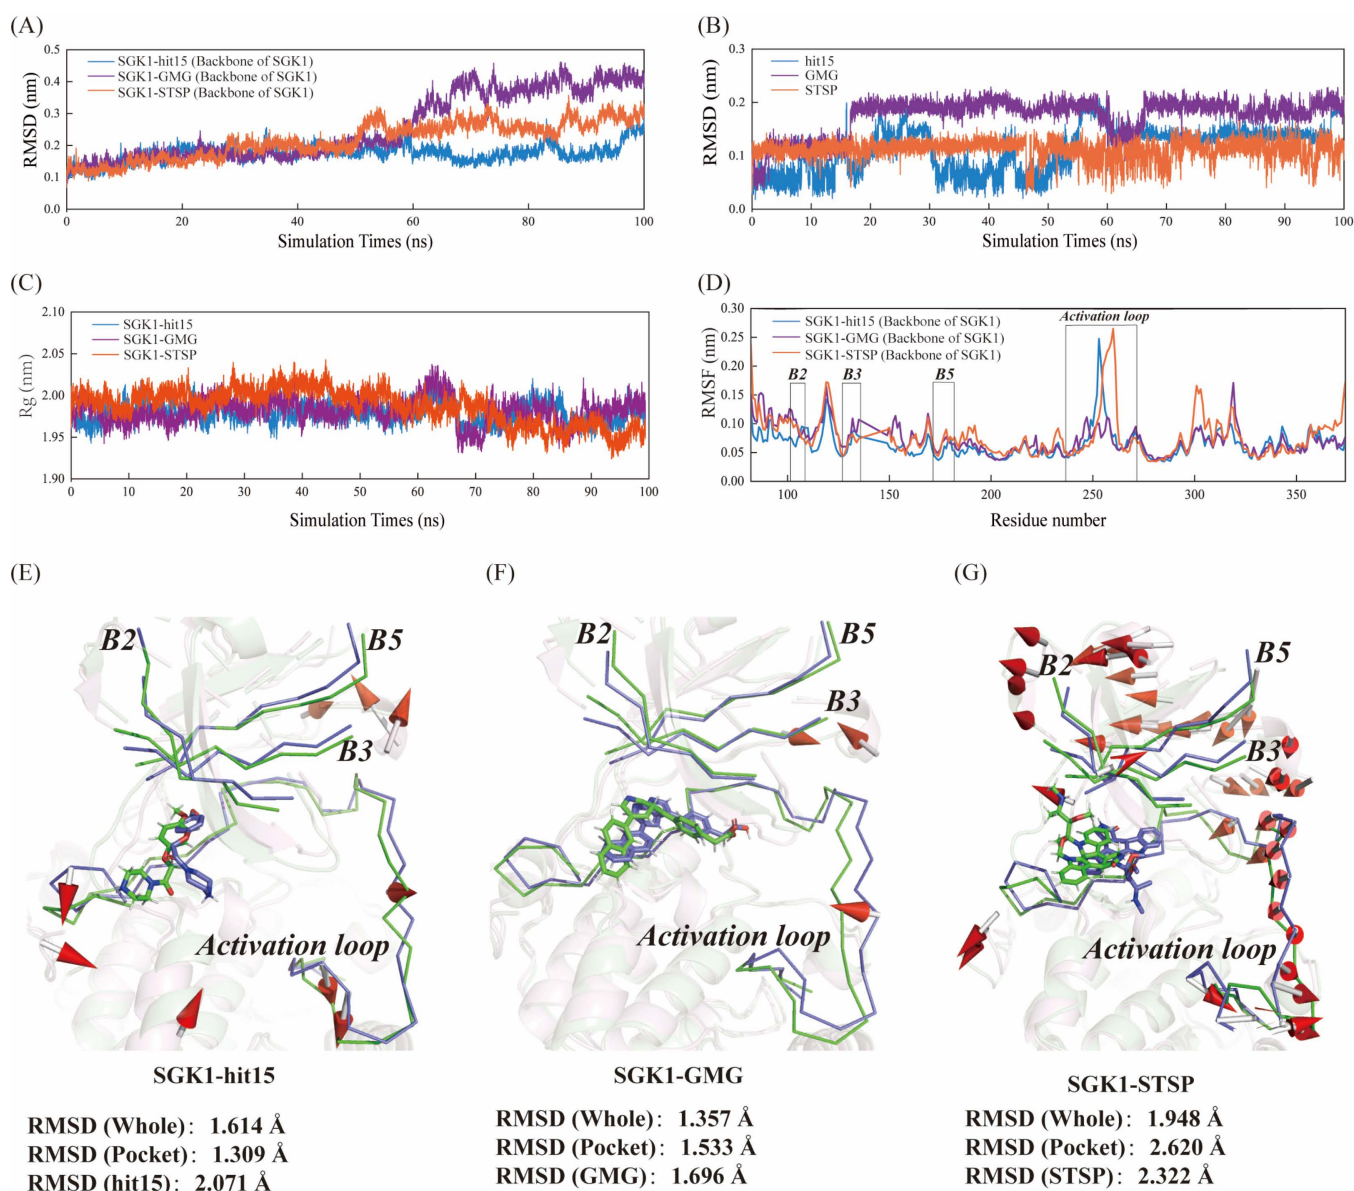 (A)
(B)
0.5
0.4
0.3
0.2
0.1
0.0
RMSD (nm)
SGK1-hit15 (Backbone of SGK1)
SGK1-GMG (Backbone of SGK1)
SGK1-STSP (Backbone of SGK1)
0 20 40 60 80 100
Simulation Times (ns)
0.3
0.2
0.1
0.0
RMSD (nm)
hit15
GMG
STSP
0 10 20 30 40 50 60 70 80 90 100
Simulation Times (ns)
(C)
(D)
2.10
2.05
2.00
1.95
1.90
Rg (nm)
SGK1-hit15
SGK1-GMG
SGK1-STSP
0 10 20 30 40 50 60 70 80 90 100
Simulation Times (ns)
0.30
0.25
0.20
0.15
0.10
0.05
0.00
RMSF (nm)
SGK1-hit15 (Backbone of SGK1)
SGK1-GMG (Backbone of SGK1)
SGK1-STSP (Backbone of SGK1)
Activation loop
B2 B3 B5
100 150 200 250 300 350
Residue number
(E)
(F)
(G)
B2 B5
B3
Activation loop
SGK1-hit15
RMSD (Whole): 1.614 Å
RMSD (Pocket): 1.309 Å
RMSD (hit15): 2.071 Å
B2 B5
B3
Activation loop
SGK1-GMG
RMSD (Whole): 1.357 Å
RMSD (Pocket): 1.533 Å
RMSD (GMG): 1.696 Å
B2 B5
B3
Activation loop
SGK1-STSP
RMSD (Whole): 1.948 Å
RMSD (Pocket): 2.620 Å
RMSD (STSP): 2.322 Å